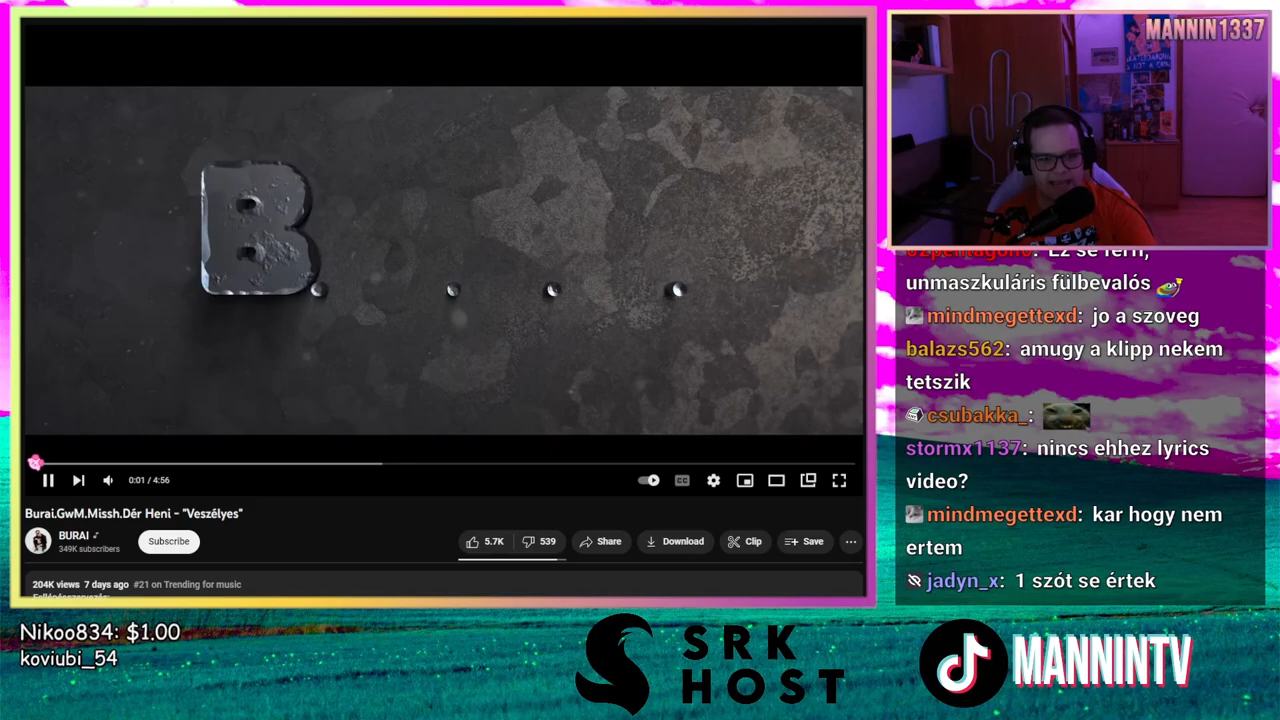 MANNIN1337
B
unmaszkuláris fülbevalós
mindmegettexd: jo a szoveg
balazs562: amugy a klipp nekem
tetszik
csubakka_:
stormx1137: nincs ehhez lyrics
video?
mindmegettexd: kar hogy nem
ertem
jadyn_x: 1 szót se értek
0:01 / 4:56
CC
Burai.GwM.Missh.Dér Heni - "Veszélyes"
BURAI
349K subscribers
Subscribe
5.7K
539
Share
Download
Clip
Save
204K views 7 days ago #21 on Trending for music
Nikoo834: $1.00
koviubi_54
SRK
HOST
MANNINTV